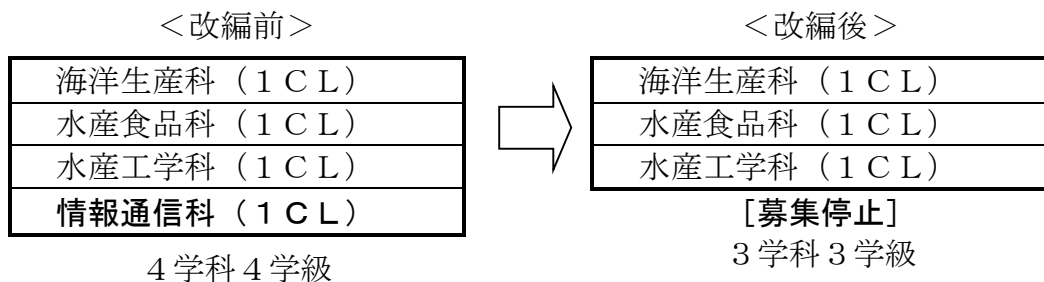 ＜改編前＞
海洋生産科（１ＣＬ）
水産食品科（１ＣＬ）
水産工学科（１ＣＬ）
情報通信科（１ＣＬ）
４学科４学級
＜改編後＞
海洋生産科（１ＣＬ）
水産食品科（１ＣＬ）
水産工学科（１ＣＬ）
［募集停止］
３学科３学級